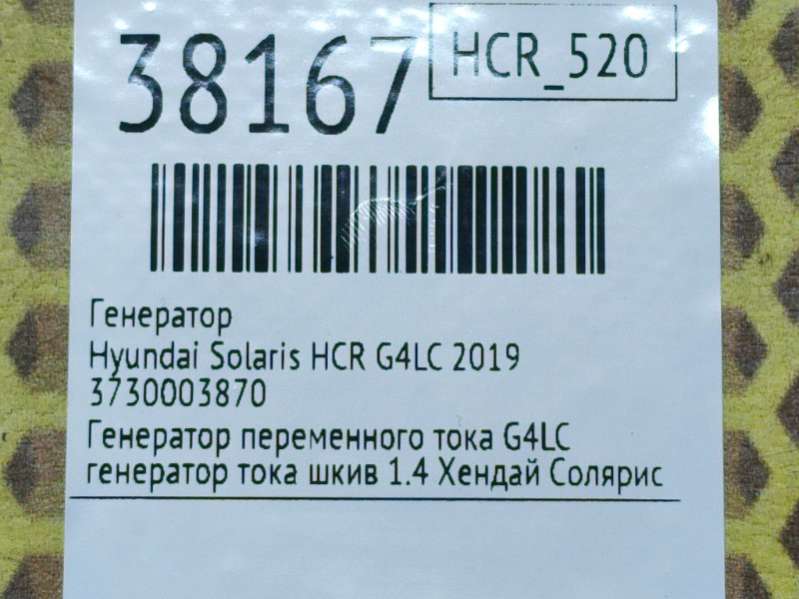 38167
HCR_520
Генератор
Hyundai Solaris HCR G4LC 2019
3730003870
Генератор переменного тока G4LC
генератор тока шкив 1.4 Хендай Солярис